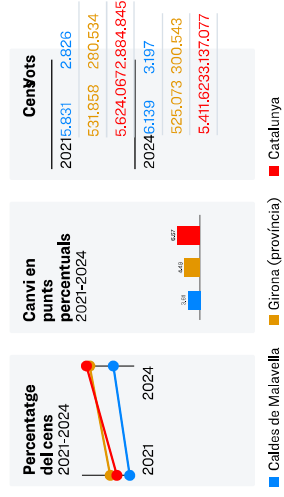 Percentatge
del cens
2021-2024
2021
2024
Canvi en
punts
percentuals
2021-2024
3,61
4,49
6,67
Cens Vots
2021 5.831 2.826
531.858 280.534
5.624.067 2.884.845
2024 6.139 3.197
525.073 300.543
5.411.623 3.137.077
Caldes de Malavella
Girona (província)
Catalunya